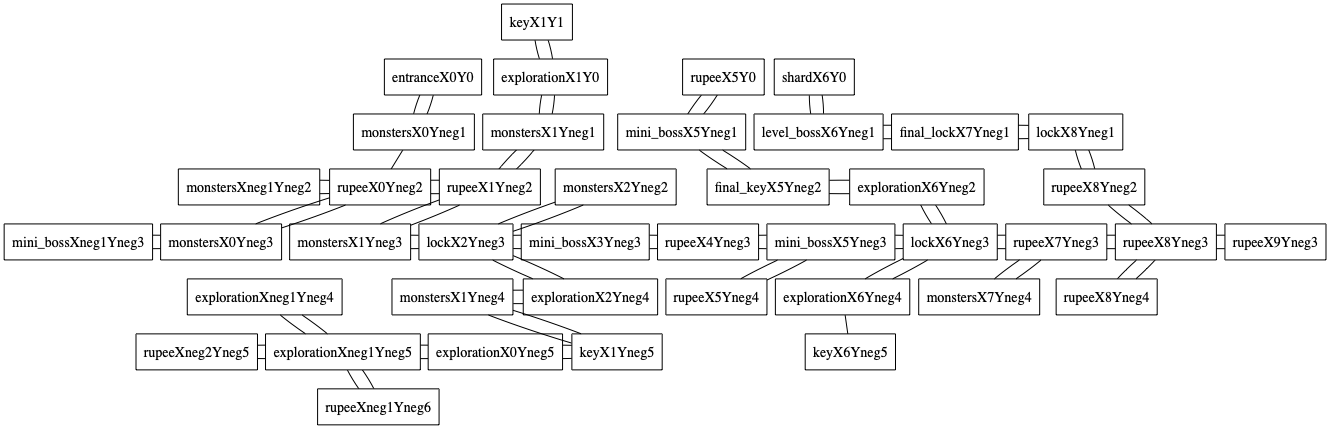 keyX1Y1
entranceX0Y0
explorationX1Y0
rupeeX5Y0
shardX6Y0
monstersX0Yneg1
monstersX1Yneg1
mini_bossX5Yneg1
level_bossX6Yneg1
final_lockX7Yneg1
lockX8Yneg1
monstersXneg1Yneg2
rupeeX0Yneg2
rupeeX1Yneg2
monstersX2Yneg2
final_keyX5Yneg2
explorationX6Yneg2
rupeeX8Yneg2
mini_bossXneg1Yneg3
monstersX0Yneg3
monstersX1Yneg3
lockX2Yneg3
mini_bossX3Yneg3
rupeeX4Yneg3
mini_bossX5Yneg3
lockX6Yneg3
rupeeX7Yneg3
rupeeX8Yneg3
rupeeX9Yneg3
explorationXneg1Yneg4
monstersX1Yneg4
explorationX2Yneg4
rupeeX5Yneg4
explorationX6Yneg4
monstersX7Yneg4
rupeeX8Yneg4
rupeeXneg2Yneg5
explorationXneg1Yneg5
explorationX0Yneg5
keyX1Yneg5
keyX6Yneg5
rupeeXneg1Yneg6